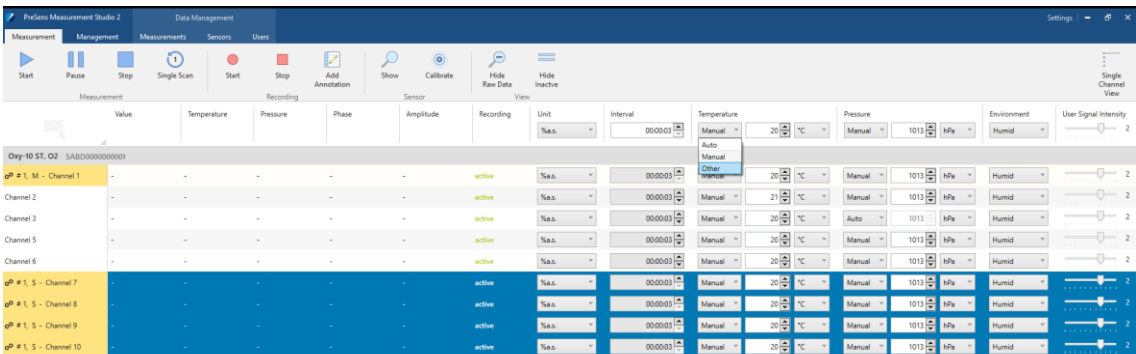 PreSens Measurement Studio 2 Data Management Settings
Measurement Management Measurements Sensors Users
Start Pause Stop Single Scan Start Stop Add Annotation Show Calibrate Hide Raw Data Hide Inactve Single Channel View
Measurement Recording Sensor View
Value Temperature Pressure Phase Amplitude Recording Unit Interval Temperature Pressure Environment User Signal Intensity
%a.s. 00:00:03 Manual 20 °C Manual 1013 hPa Humid 2
Auto
Manual
Other
Oxy-10 ST, O2 SABD0000000001
# 1, M - Channel 1 - - - - - active %a.s. 00:00:03 Manual 20 °C Manual 1013 hPa Humid 2
Channel 2 - - - - - active %a.s. 00:00:03 Manual 21 °C Manual 1013 hPa Humid 2
Channel 3 - - - - - active %a.s. 00:00:03 Manual 20 °C Auto 1013 hPa Humid 2
Channel 5 - - - - - active %a.s. 00:00:03 Manual 20 °C Manual 1013 hPa Humid 2
Channel 6 - - - - - active %a.s. 00:00:03 Manual 20 °C Manual 1013 hPa Humid 2
# 1, S - Channel 7 - - - - - active %a.s. 00:00:03 Manual 20 °C Manual 1013 hPa Humid 2
# 1, S - Channel 8 - - - - - active %a.s. 00:00:03 Manual 20 °C Manual 1013 hPa Humid 2
# 1, S - Channel 9 - - - - - active %a.s. 00:00:03 Manual 20 °C Manual 1013 hPa Humid 2
# 1, S - Channel 10 - - - - - active %a.s. 00:00:03 Manual 20 °C Manual 1013 hPa Humid 2